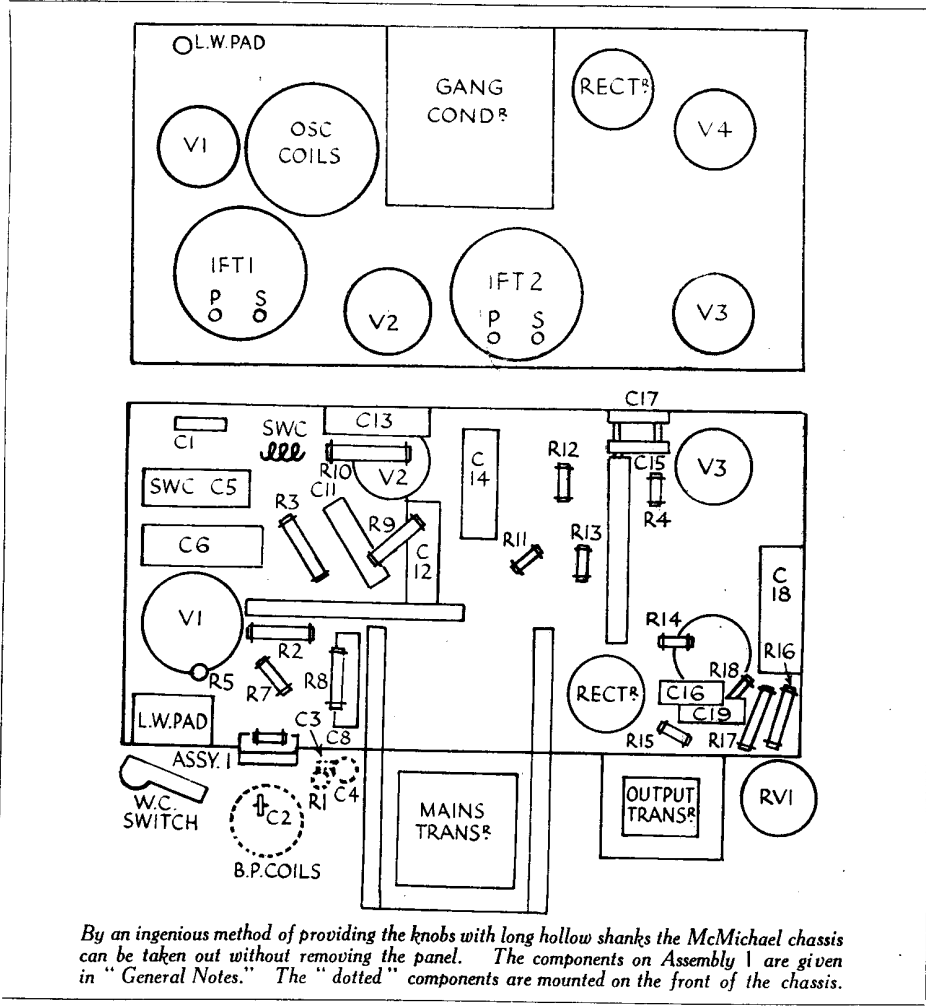 L.W. PAD
GANG
CONDR
RECTR
V4
V1
OSC
COILS
IFT1
P S
V2
IFT2
P S
V3
C17
C1
SWC
C13
R10
V2
C11
C
14
R12
C15
R4
V3
SWC C5
R3
R9
C6
C
12
R11
R13
C
18
V1
R2
R14
R16
R5
R7
R8
RECTR
R18
C16
C19
L.W. PAD
C3
C8
R15
R17
ASSY. 1
R1
C4
W.C.
SWITCH
C2
B.P. COILS
MAINS
TRANSR
OUTPUT
TRANSR
RV1
By an ingenious method of providing the knobs with long hollow shanks the McMichael chassis
can be taken out without removing the panel. The components on Assembly 1 are given
in “ General Notes.” The “ dotted ” components are mounted on the front of the chassis.